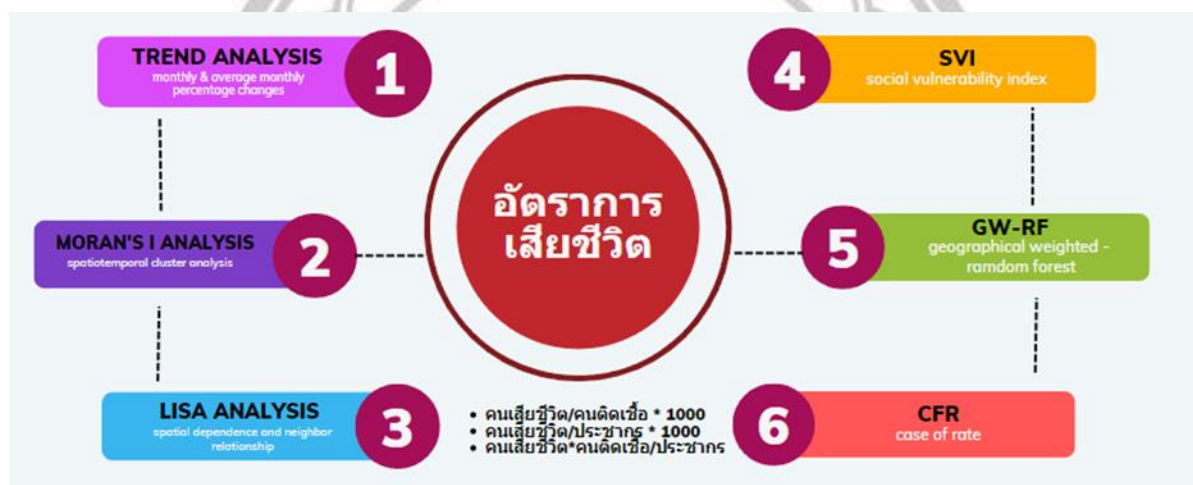 TREND ANALYSIS
monthly & average monthly
percentage changes
1
MORAN'S I ANALYSIS
spatiotemporal cluster analysis
2
LISA ANALYSIS
spatial dependence and neighbor
relationship
3
อัตราการ
เสียชีวิต
• คนเสียชีวิต/คนติดเชื้อ * 1000
• คนเสียชีวิต/ประชากร * 1000
• คนเสียชีวิต*คนติดเชื้อ/ประชากร
4
SVI
social vulnerability index
5
GW-RF
geographical weighted -
ramdom forest
6
CFR
case of rate